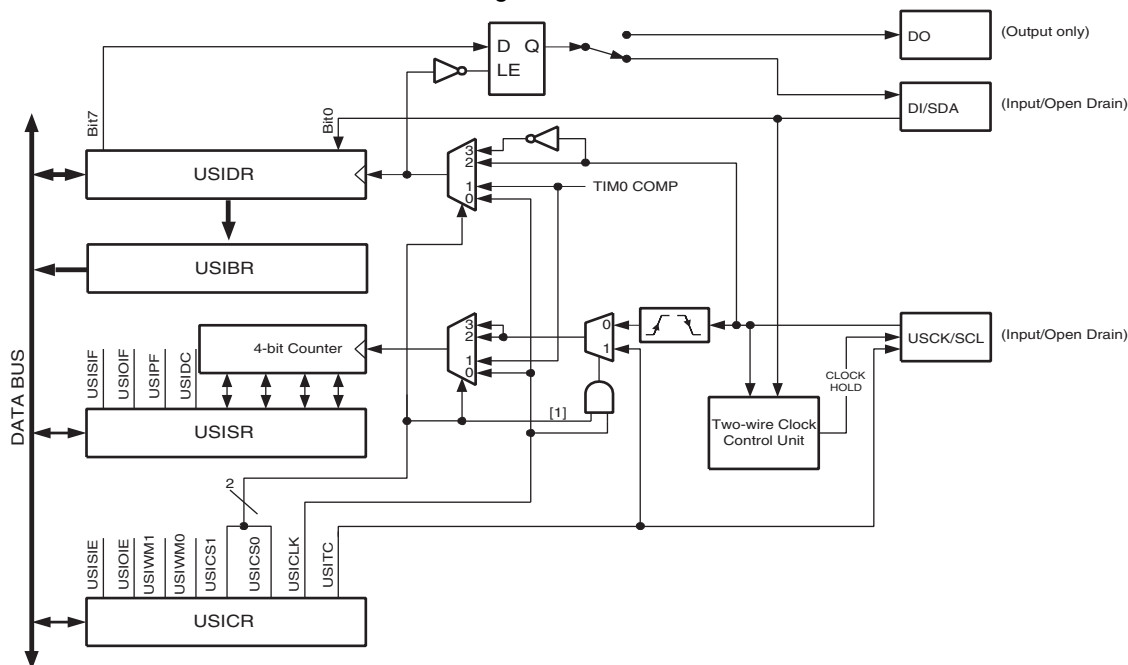 D Q
LE
DO
(Output only)
DI/SDA
(Input/Open Drain)
Bit7
Bit0
3
2
1
0
TIM0 COMP
USIDR
USIBR
DATA BUS
4-bit Counter
3
2
1
0
0
1
USCK/SCL
(Input/Open Drain)
CLOCK
HOLD
USISIF
USIOIF
USIPF
USIDC
[1]
Two-wire Clock
Control Unit
USISR
2
USISIE
USIOIE
USIWM1
USIWM0
USICS1
USICS0
USICLK
USITC
USICR